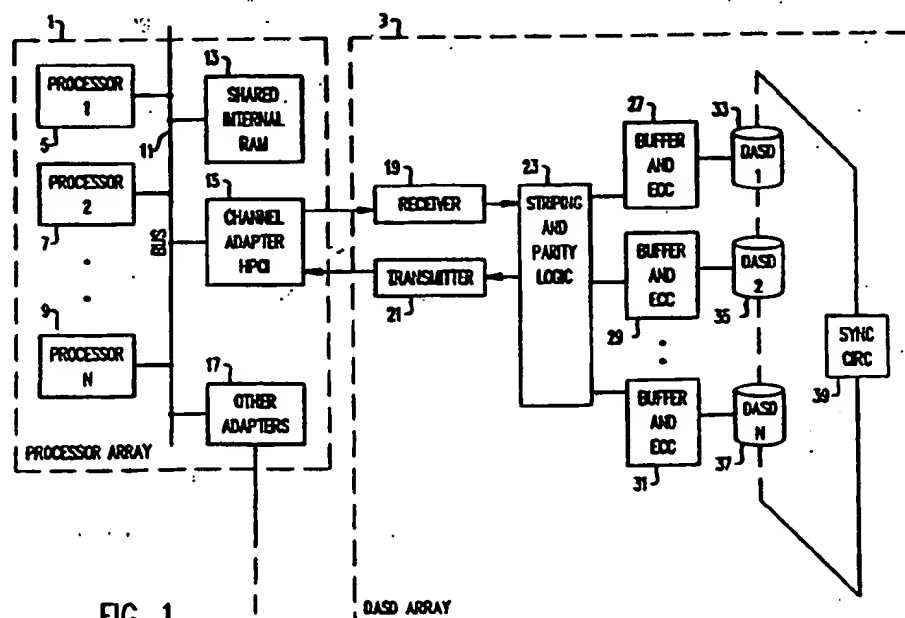 1
3
PROCESSOR
1
5
11
13
SHARED
INTERNAL
RAM
PROCESSOR
2
7
BUS
15
CHANNEL
ADAPTER
HPCI
9
PROCESSOR
N
17
OTHER
ADAPTERS
PROCESSOR ARRAY
19
RECEIVER
TRANSMITTER
21
23
STRIPING
AND
PARITY
LOGIC
27
BUFFER
AND
ECC
33
DASD
1
BUFFER
AND
ECC
29
DASD
2
35
BUFFER
AND
ECC
31
DASD
N
37
SYNC
CIRC
39
FIG. 1
DASD ARRAY